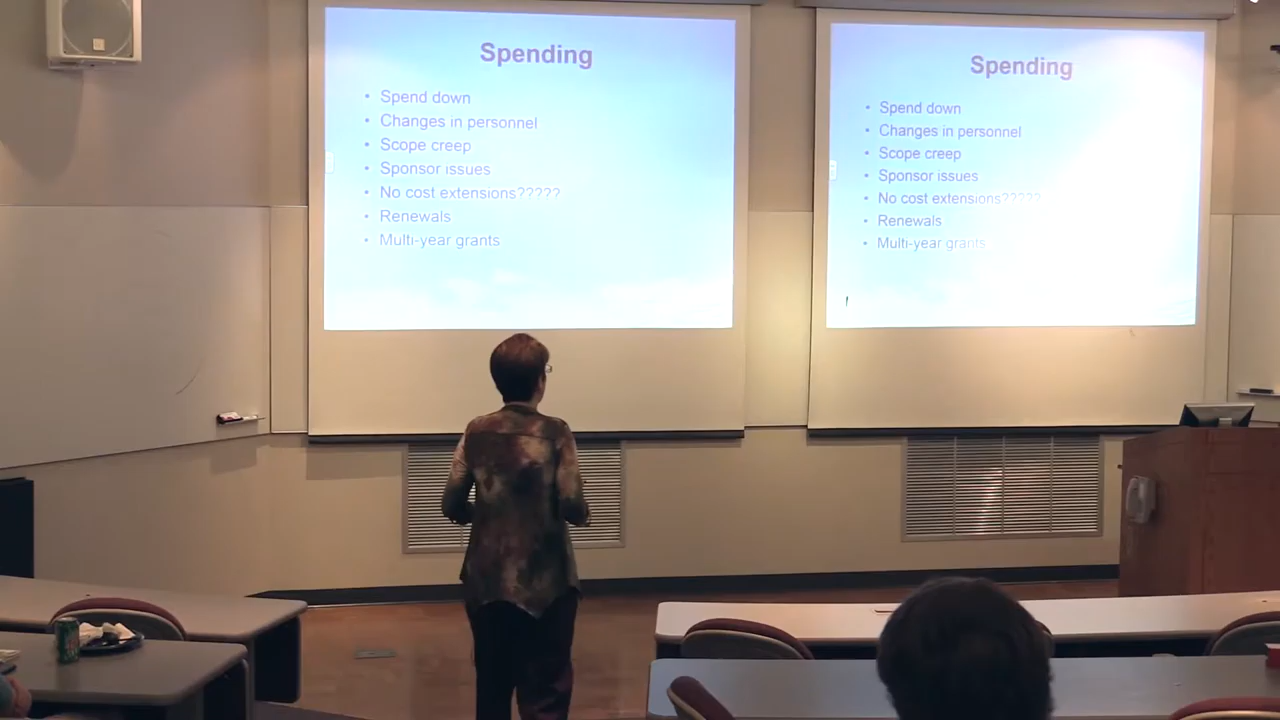 Spending
• Spend down
• Changes in personnel
• Scope creep
• Sponsor issues
• No cost extensions?????
• Renewals
• Multi-year grants
Spending
• Spend down
• Changes in personnel
• Scope creep
• Sponsor issues
• No cost extensions?????
• Renewals
• Multi-year grants